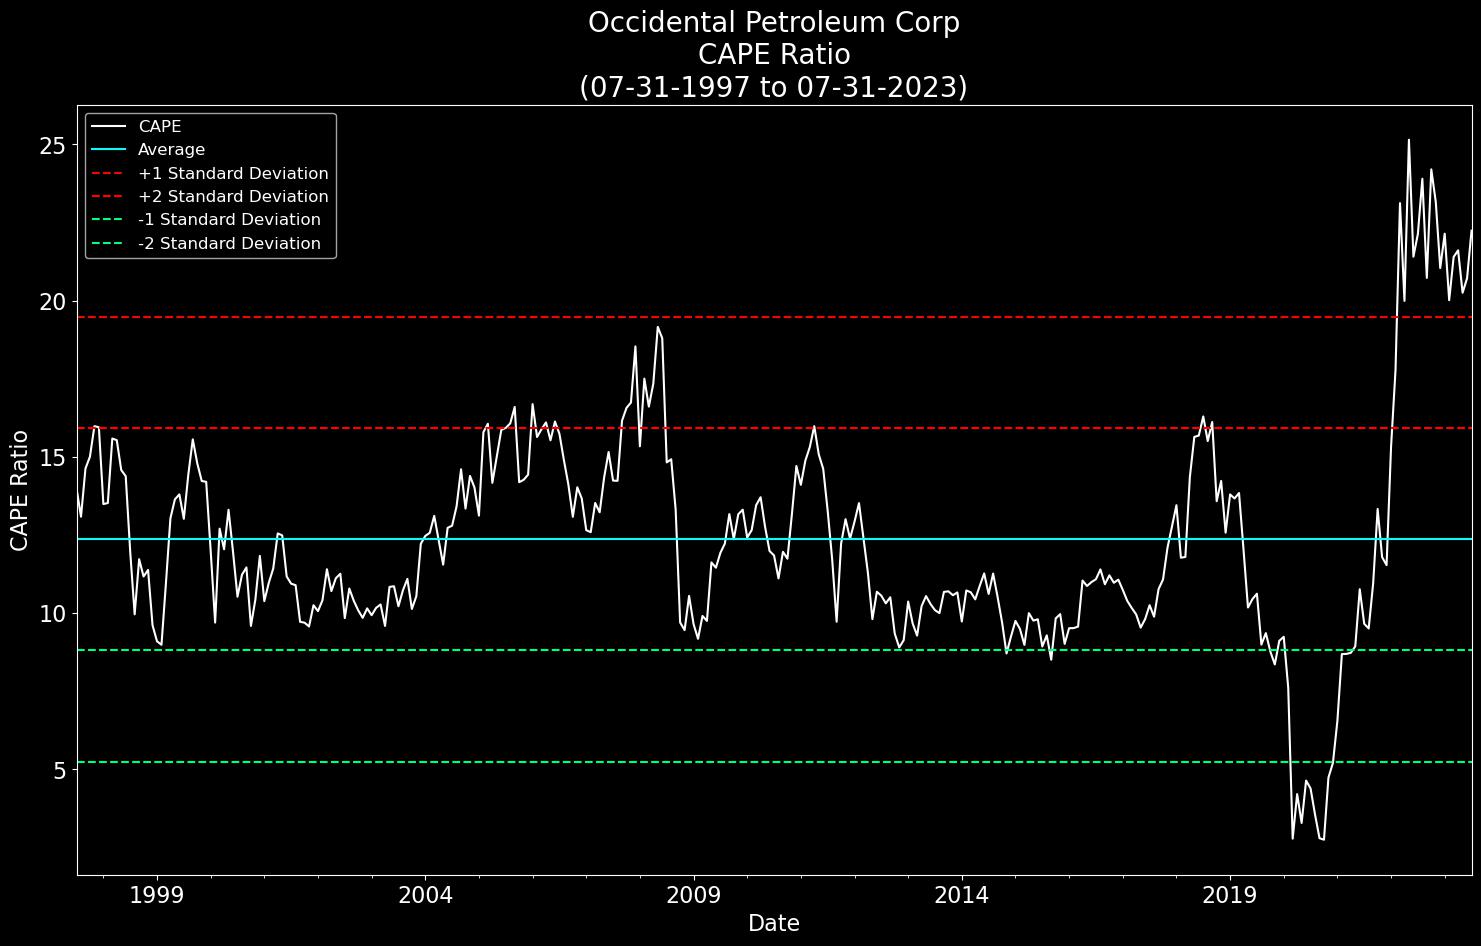 Occidental Petroleum Corp
CAPE Ratio
(07-31-1997 to 07-31-2023)
CAPE
Average
+1 Standard Deviation
+2 Standard Deviation
-1 Standard Deviation
-2 Standard Deviation
25
20
15
10
5
CAPE Ratio
1999
2004
2009
2014
2019
Date